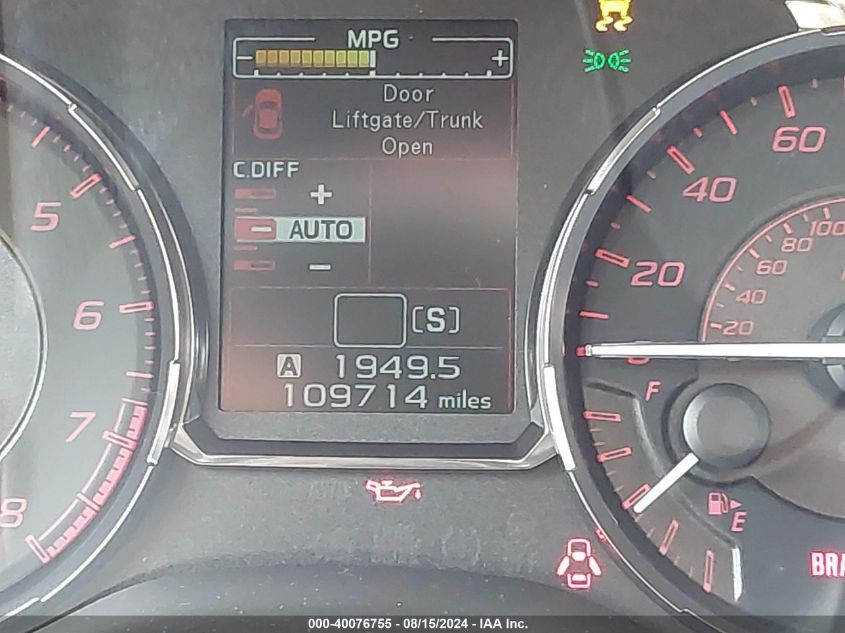 MPG
- +
Door
Liftgate/Trunk
Open
C.DIFF
+
- AUTO
-
[S]
A 1949.5
109714 miles
5
6
7
8
60
40
20
100
80
60
40
20
F
E
BRA
000-40076755 - 08/15/2024 - IAA Inc.